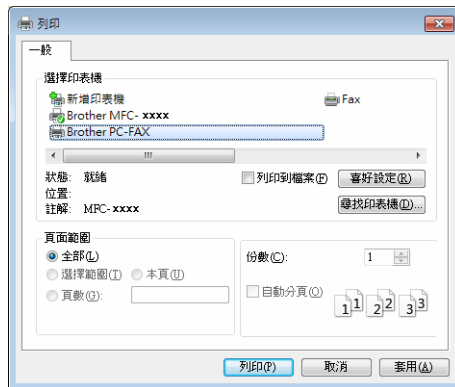 列印
一般
選擇印表機
新增印表機 Fax
Brother MFC- xxxx
Brother PC-FAX
狀態: 就緒 列印到檔案(F) 喜好設定(R)
位置:
註解: MFC- xxxx 尋找印表機(D)...
頁面範圍
全部(L) 份數(C): 1
選擇範圍(T) 本頁(U)
頁數(G): 自動分頁(O) 11 22 33
列印(P) 取消 套用(A)